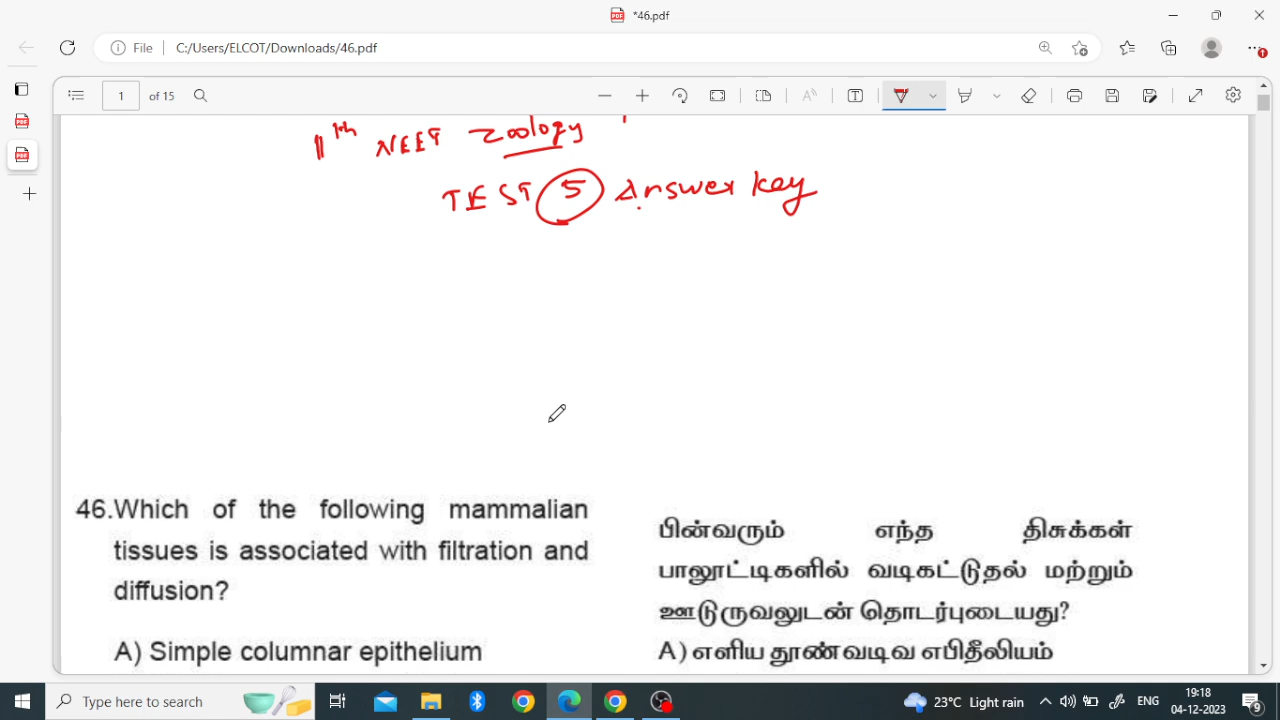 *46.pdf
File
C:/Users/ELCOT/Downloads/46.pdf
1
of 15
11th NEET Zoology
TEST 5 Answer Key
46.Which of the following mammalian
tissues is associated with filtration and
diffusion?
A) Simple columnar epithelium
பின்வரும் எந்த திசுக்கள்
பாலூட்டிகளில் வடிகட்டுதல் மற்றும்
ஊடுருவலுடன் தொடர்புடையது?
A) எளிய தூண்வடிவ எபிதீலியம்
Type here to search
23°C Light rain
ENG
19:18
04-12-2023
9